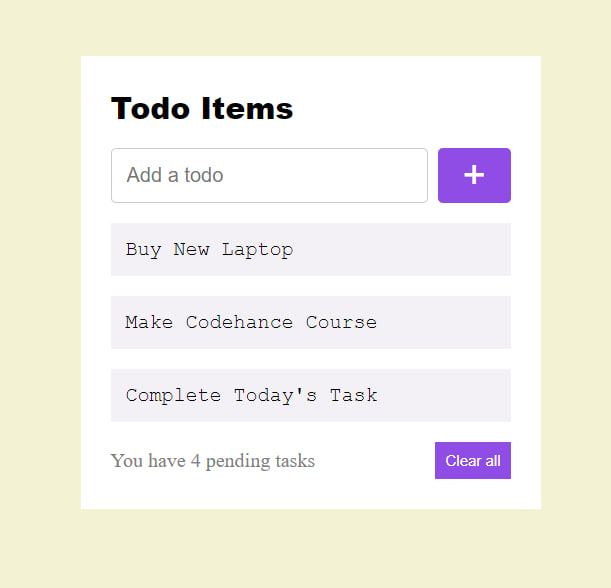 Todo Items
Add a todo
+
Buy New Laptop
Make Codehance Course
Complete Today's Task
You have 4 pending tasks
Clear all